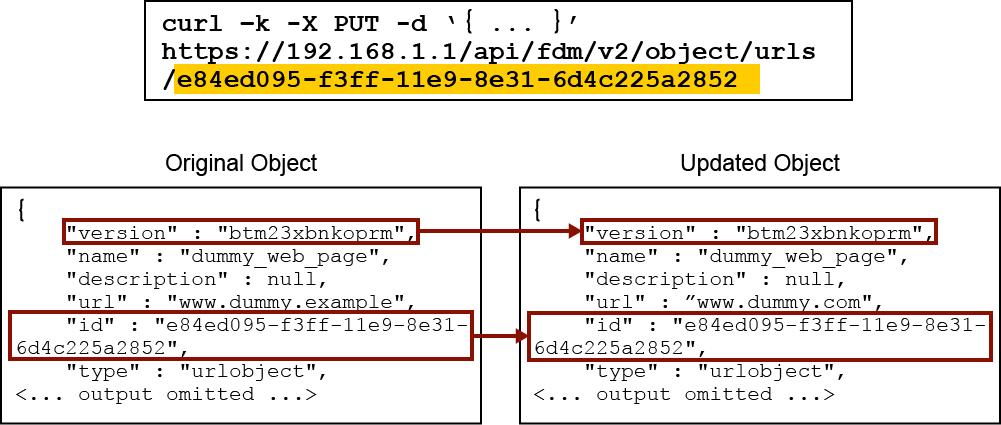 curl –k -X PUT -d ‘{ ... }’
https://192.168.1.1/api/fdm/v2/object/urls
/e84ed095-f3ff-11e9-8e31-6d4c225a2852
Original Object
{
"version" : "btm23xbnkoprm",
"name" : "dummy_web_page",
"description" : null,
"url" : "www.dummy.example",
"id" : "e84ed095-f3ff-11e9-8e31-
6d4c225a2852",
"type" : "urlobject",
<... output omitted ...>
Updated Object
{
"version" : "btm23xbnkoprm",
"name" : "dummy_web_page",
"description" : null,
"url" : ”www.dummy.com",
"id" : "e84ed095-f3ff-11e9-8e31-
6d4c225a2852",
"type" : "urlobject",
<... output omitted ...>